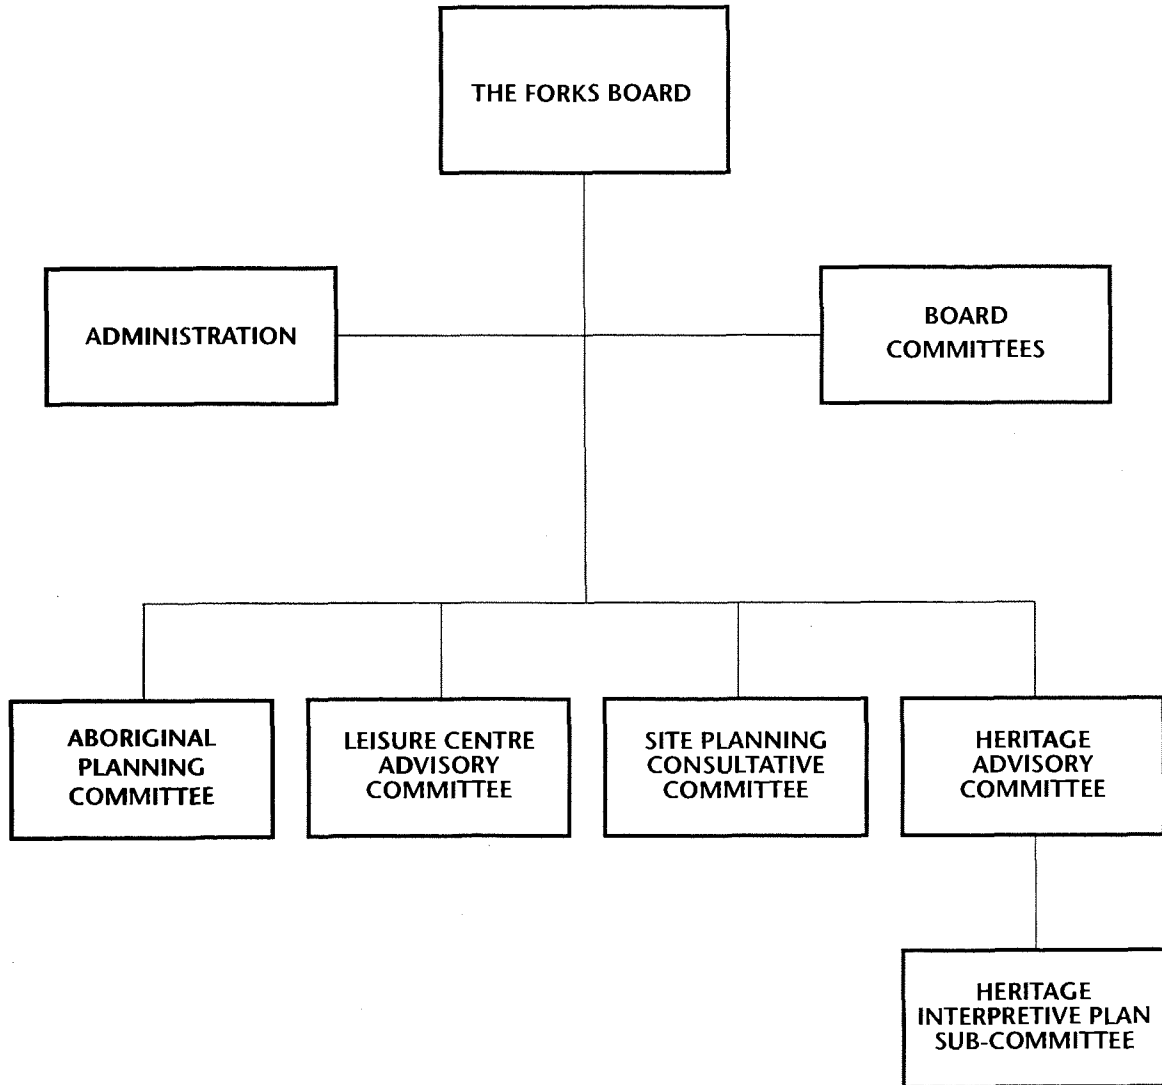 THE FORKS BOARD
ADMINISTRATION
BOARD
COMMITTEES
ABORIGINAL
PLANNING
COMMITTEE
LEISURE CENTRE
ADVISORY
COMMITTEE
SITE PLANNING
CONSULTATIVE
COMMITTEE
HERITAGE
ADVISORY
COMMITTEE
HERITAGE
INTERPRETIVE PLAN
SUB-COMMITTEE